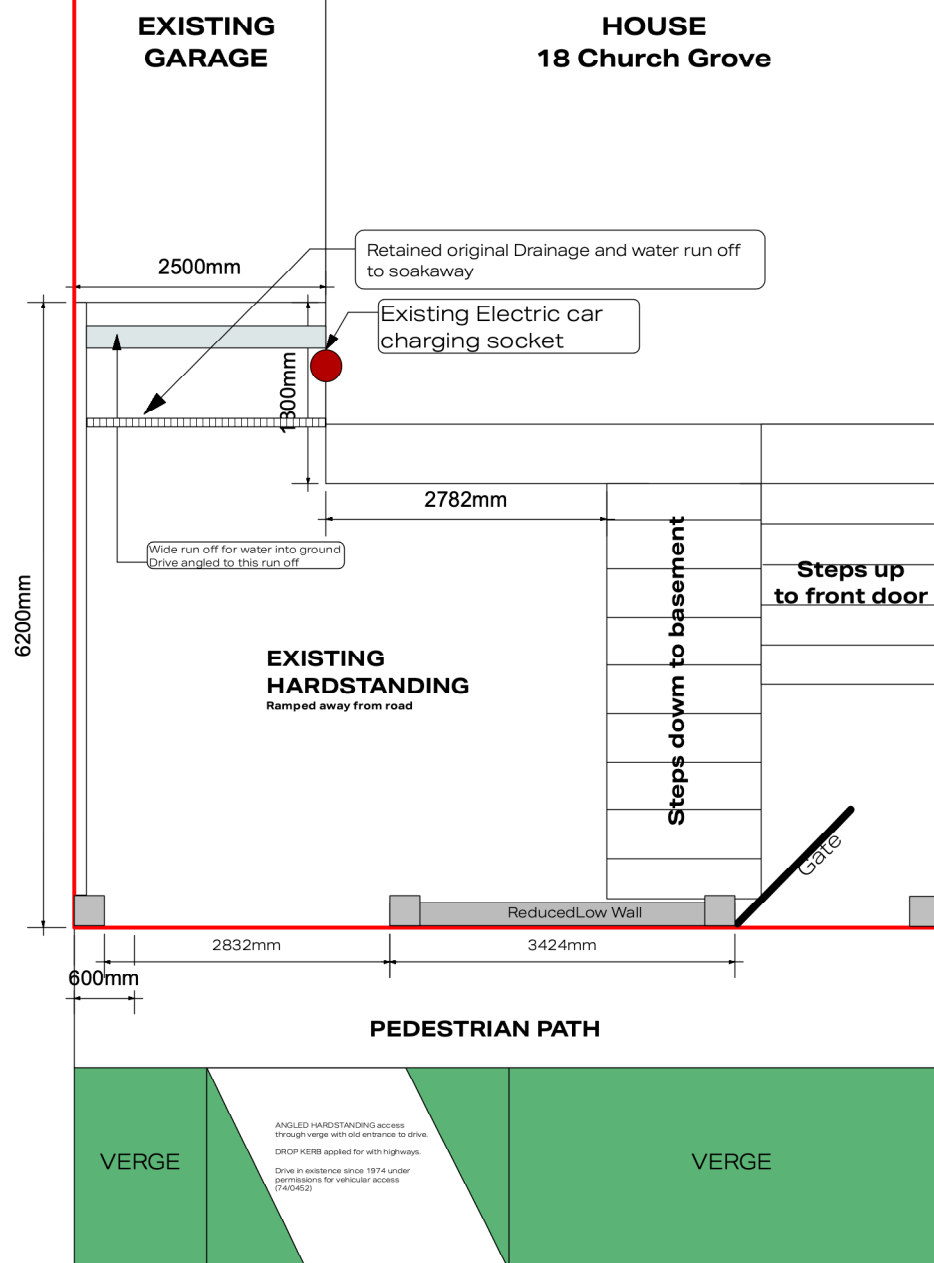 EXISTING
GARAGE
HOUSE
18 Church Grove
Retained original Drainage and water run off
to soakaway
2500mm
Existing Electric car
charging socket
1800mm
2782mm
Wide run off for water into ground
Drive angled to this run off
Steps down to basement
Steps up
to front door
6200mm
EXISTING
HARDSTANDING
Ramped away from road
Gate
ReducedLow Wall
2832mm
3424mm
600mm
PEDESTRIAN PATH
ANGLED HARDSTANDING access
through verge with old entrance to drive.
DROP KERB applied for with highways.
Drive in existence since 1974 under
permissions for vehicular access
(74/0452)
VERGE
VERGE